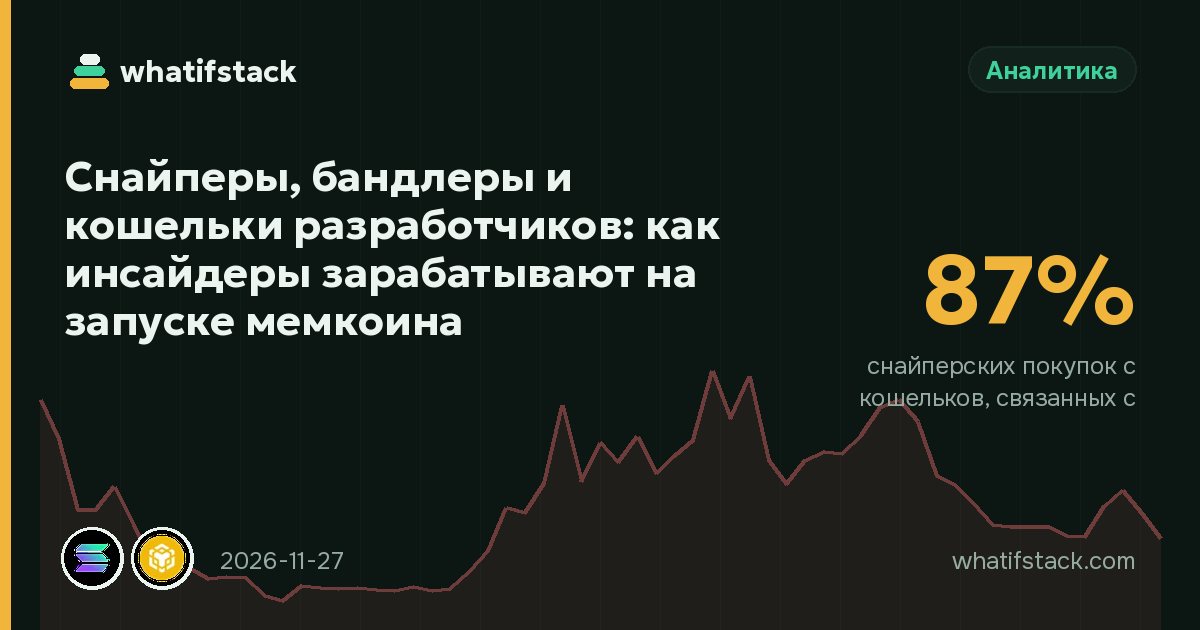 whatifstack
Аналитика
Снайперы, бандлеры и
кошельки разработчиков: как
инсайдеры зарабатывают на
запуске мемкоина
87%
снайперских покупок с
кошельков, связанных с
2026-11-27
whatifstack.com